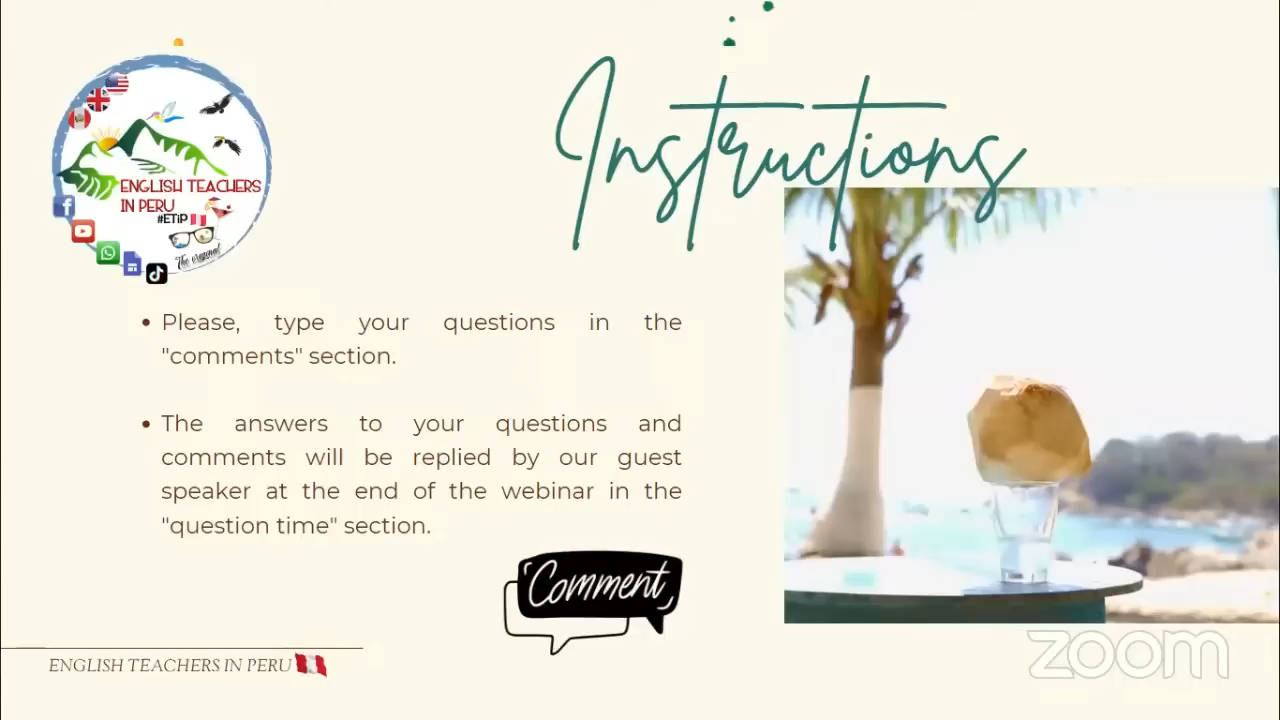 Instructions
ENGLISH TEACHERS
IN PERU
#ETiP
The original
Please, type your questions in the
"comments" section.
The answers to your questions and
comments will be replied by our guest
speaker at the end of the webinar in the
"question time" section.
Comment
ENGLISH TEACHERS IN PERU
zoom